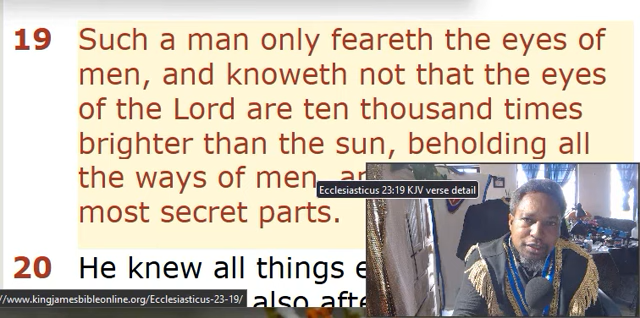 19 Such a man only feareth the eyes of
men, and knoweth not that the eyes
of the Lord are ten thousand times
brighter than the sun, beholding all
the ways of men,
Ecclesiasticus 23:19 KJV verse detail
most secret parts.
20 He knew all things
/www.kingjamesbibleonline.org/Ecclesiasticus-23-19/
also